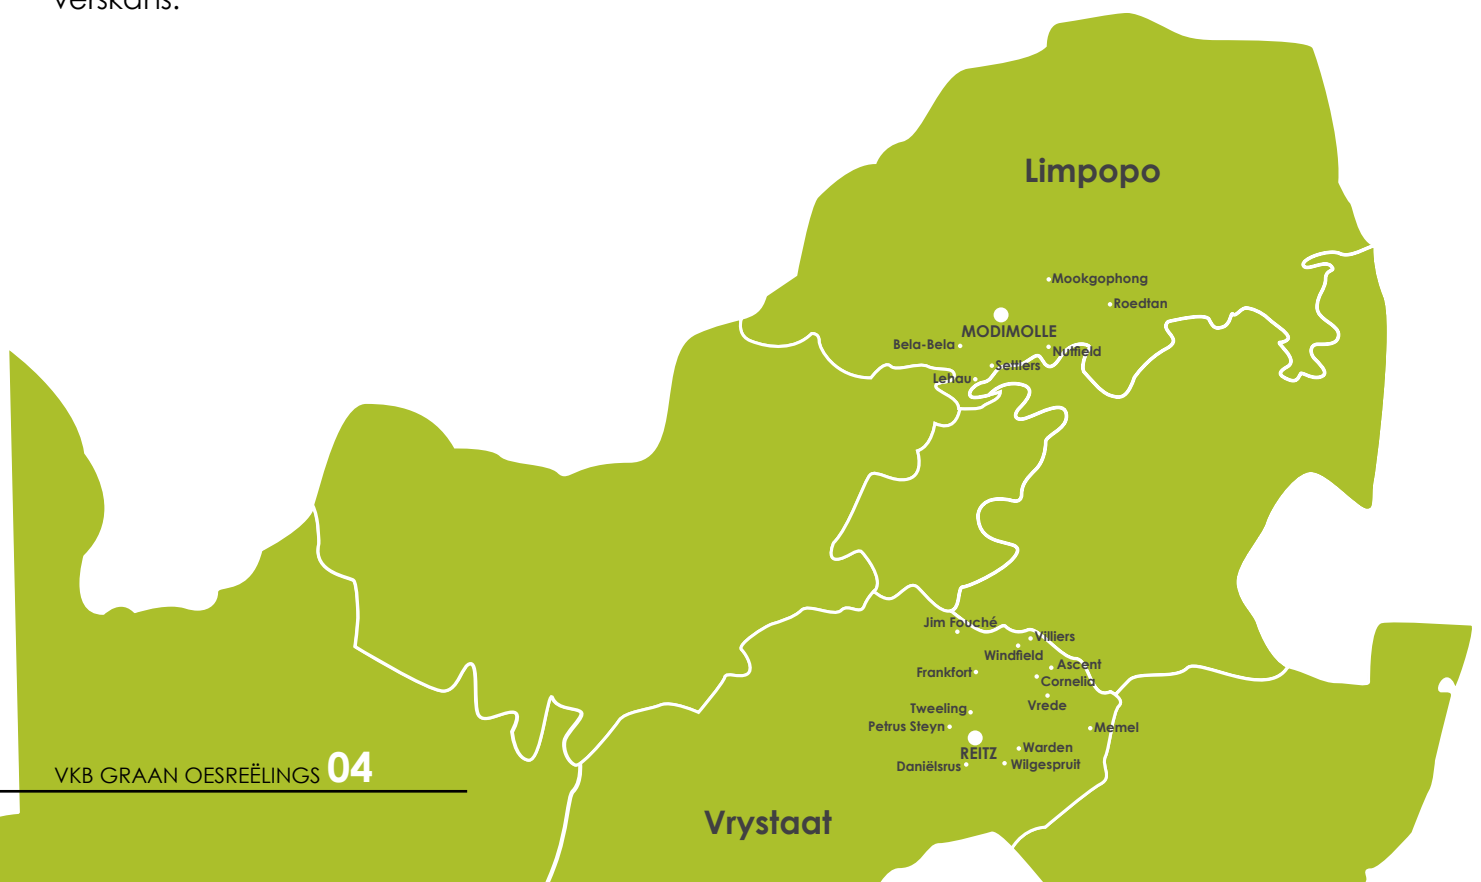 verskans.
Limpopo
Mookgophong
Roedtan
MODIMOLLE
Bela-Bela
Nutfield
Settlers
Lehau
Jim Fouché
Villiers
Windfield
Ascent
Frankfort
Cornelia
Vrede
Tweeling
Petrus Steyn
Memel
Warden
REITZ
Wilgespruit
Daniëlsrus
VKB GRAAN OESREËLINGS 04
Vrystaat